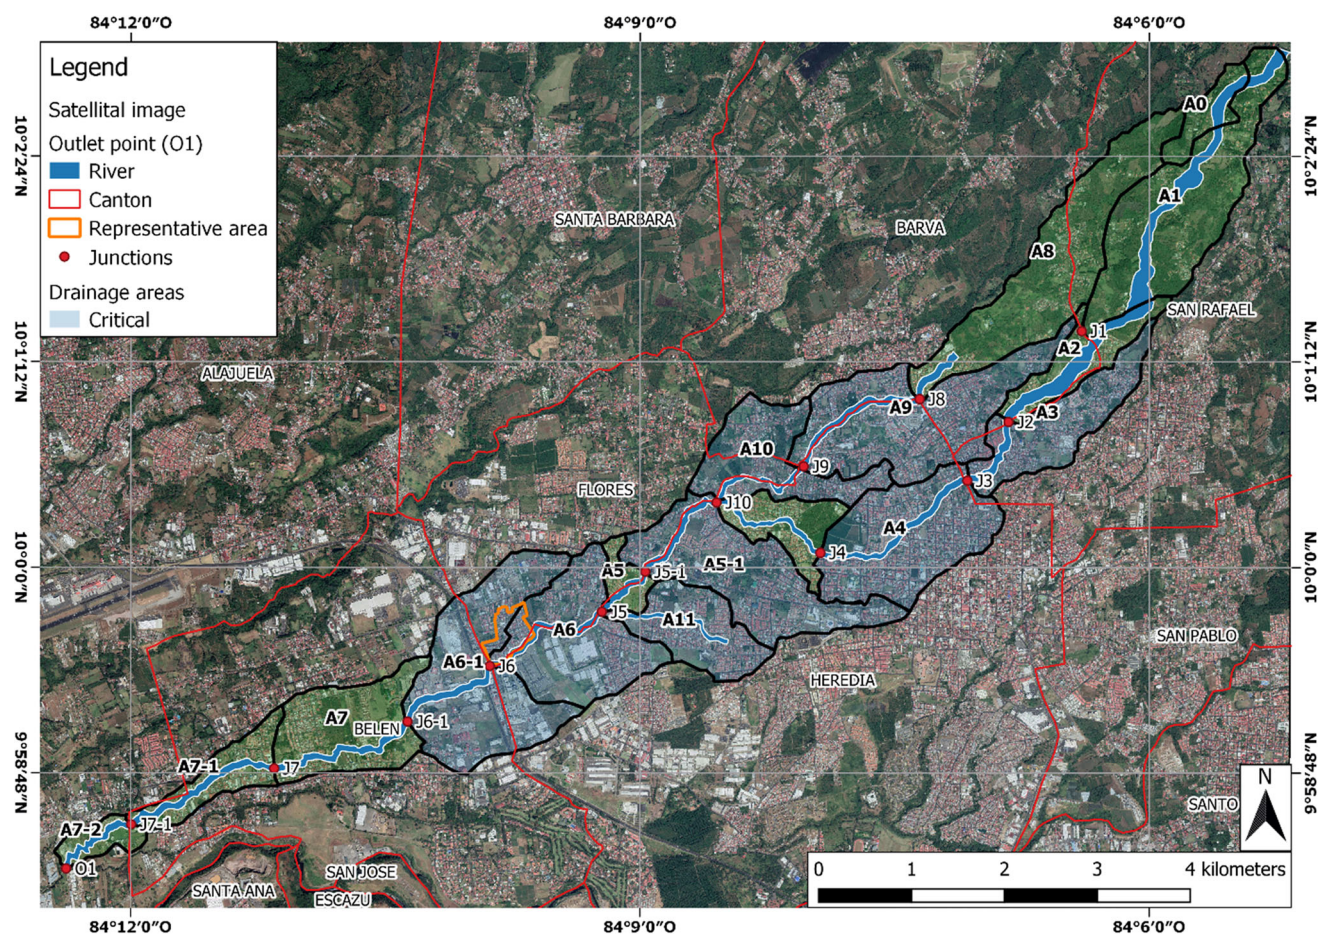 84°12′0″O
84°9′0″O
84°6′0″O
Legend
Satellital image
Outlet point (O1)
River
Canton
Representative area
Junctions
Drainage areas
Critical
10°2′24″N
10°2′24″N
10°1′12″N
10°1′12″N
10°0′0″N
10°0′0″N
9°58′48″N
9°58′48″N
A0
A1
SANTA BARBARA
BARVA
A8
SAN RAFAEL
J1
A2
ALAJUELA
J8
A9
A3
J2
A10
J9
J3
FLORES
J10
A4
J4
A5
J5-1
A5-1
J5
A11
A6
SAN PABLO
A6-1
J6
HEREDIA
A7
BELEN
J6-1
A7-1
J7
SANTO
N
A7-2
J7-1
O1
SAN JOSE
SANTA ANA
ESCAZU
0 1 2 3 4 kilometers
84°12′0″O
84°9′0″O
84°6′0″O